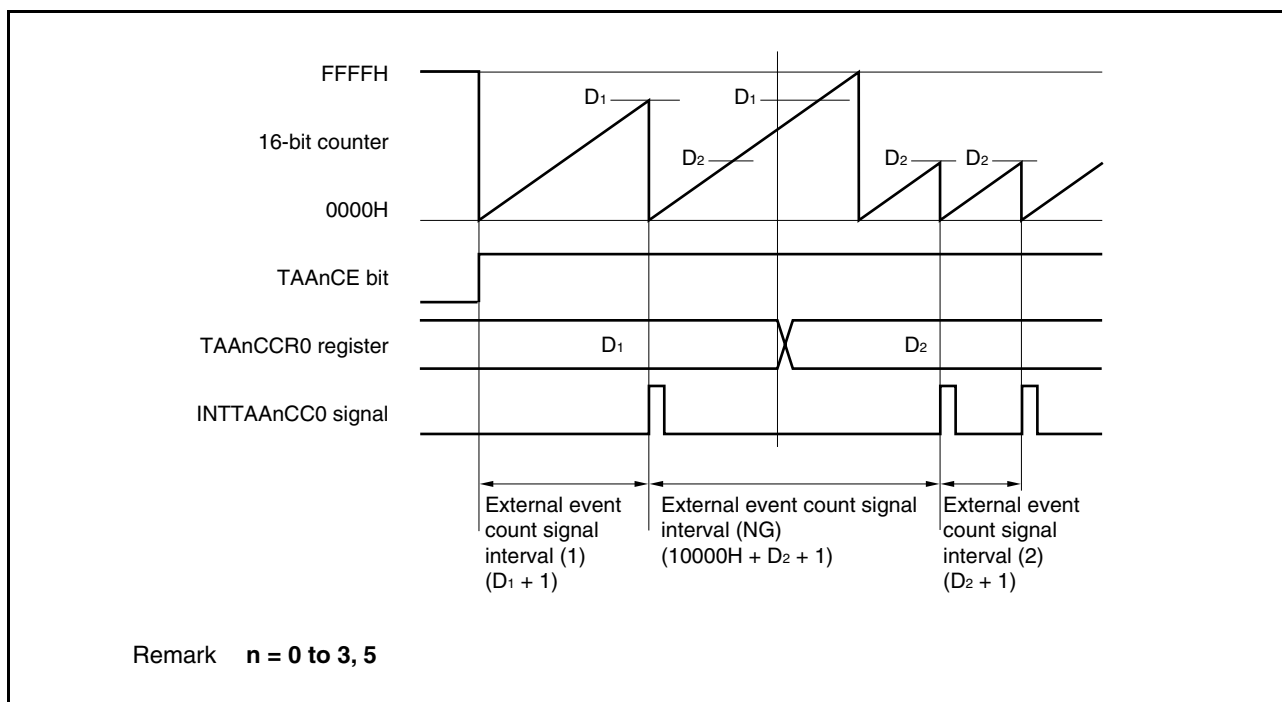 FFFFH
D1
D1
16-bit counter
D2
D2
D2
0000H
TAAnCE bit
TAAnCCR0 register
D1
D2
INTTAAnCC0 signal
External event
count signal
interval (1)
(D1 + 1)
External event count signal
interval (NG)
(10000H + D2 + 1)
External event
count signal
interval (2)
(D2 + 1)
Remark n = 0 to 3, 5